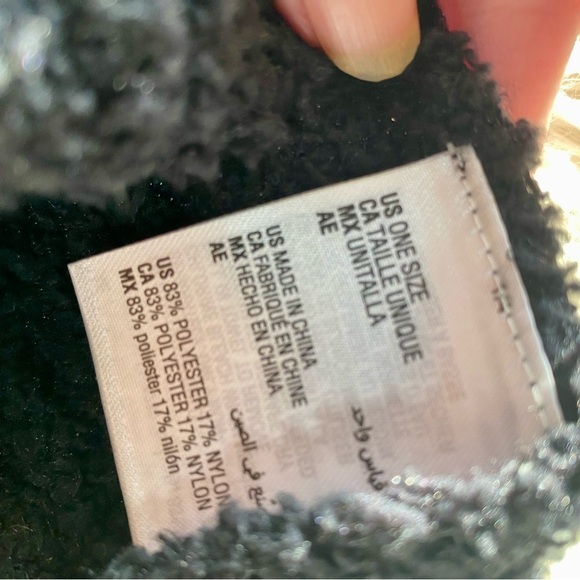 US ONE SIZE
CA TAILLE UNIQUE
MX UNITALLA
AE
قياس واحد
US MADE IN CHINA
CA FABRIQUÉ EN CHINE
MX HECHO EN CHINA
AE
صنع في الصين
US 83% POLYESTER 17% NYLON
CA 83% POLYESTER 17% NYLON
MX 83% poliester 17% nilón